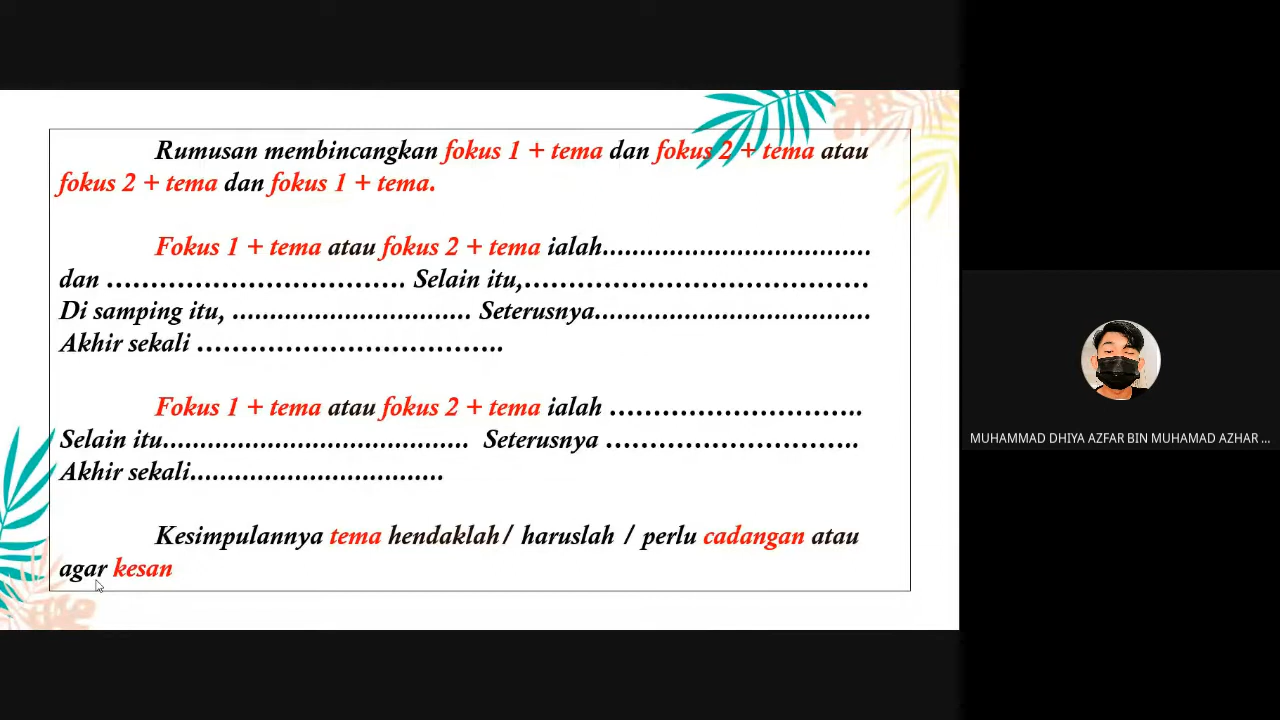 Rumusan membincangkan fokus 1 + tema dan fokus 2 + tema atau
fokus 2 + tema dan fokus 1 + tema.
Fokus 1 + tema atau fokus 2 + tema ialah....................................
dan .................................... Selain itu,..........................................
Di samping itu, ................................ Seterusnya.....................................
Akhir sekali .....................................
Fokus 1 + tema atau fokus 2 + tema ialah ..............................
Selain itu......................................... Seterusnya ..............................
Akhir sekali..................................
Kesimpulannya tema hendaklah/ haruslah / perlu cadangan atau
agar kesan
MUHAMMAD DHIYA AZFAR BIN MUHAMAD AZHAR ...